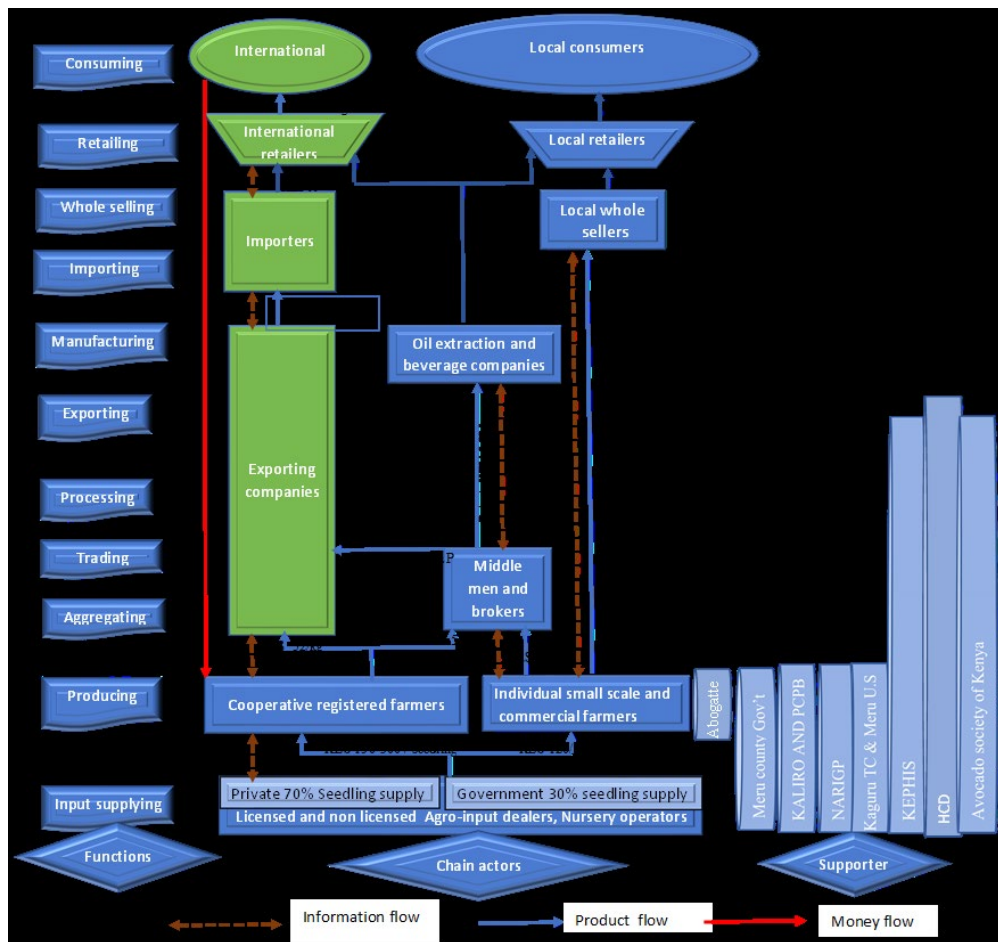 Consuming
International
Local consumers
Retailing
International
retailers
Local retailers
Whole selling
Importers
Local whole
sellers
Importing
Manufacturing
Oil extraction and
beverage companies
Exporting
Exporting
companies
Processing
Trading
Middle
men and
brokers
Aggregating
Producing
Cooperative registered farmers
Individual small scale and
commercial farmers
Abogatte
Meru county Gov't
KALIRO AND PCPB
NARIGP
Kaguru TC & Meru U.S
KEPHIS
HCD
Avocado society of Kenya
Input supplying
Private 70% Seedling supply
Government 30% seedling supply
Licensed and non licensed Agro-input dealers, Nursery operators
Functions
Chain actors
Supporter
Information flow
Product flow
Money flow